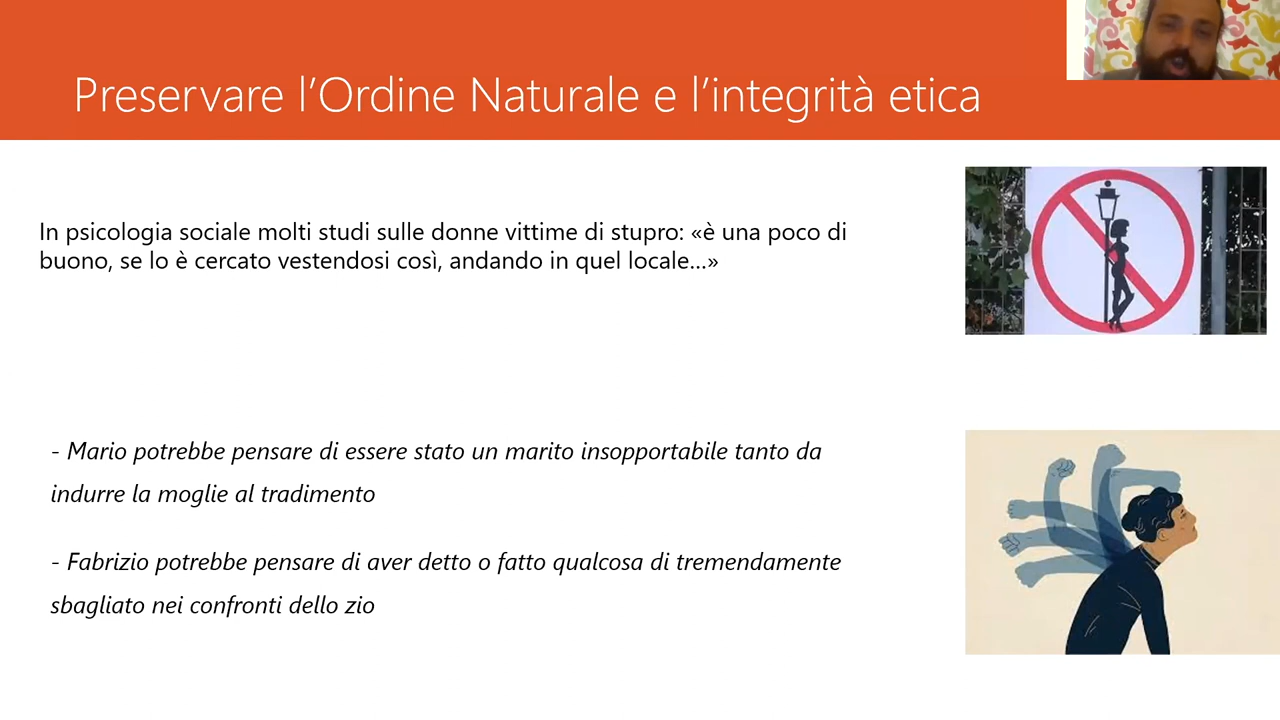 Preservare l'Ordine Naturale e l'integrità etica
In psicologia sociale molti studi sulle donne vittime di stupro: «è una poco di
buono, se lo è cercato vestendosi così, andando in quel locale...»
- Mario potrebbe pensare di essere stato un marito insopportabile tanto da
indurre la moglie al tradimento
- Fabrizio potrebbe pensare di aver detto o fatto qualcosa di tremendamente
sbagliato nei confronti dello zio